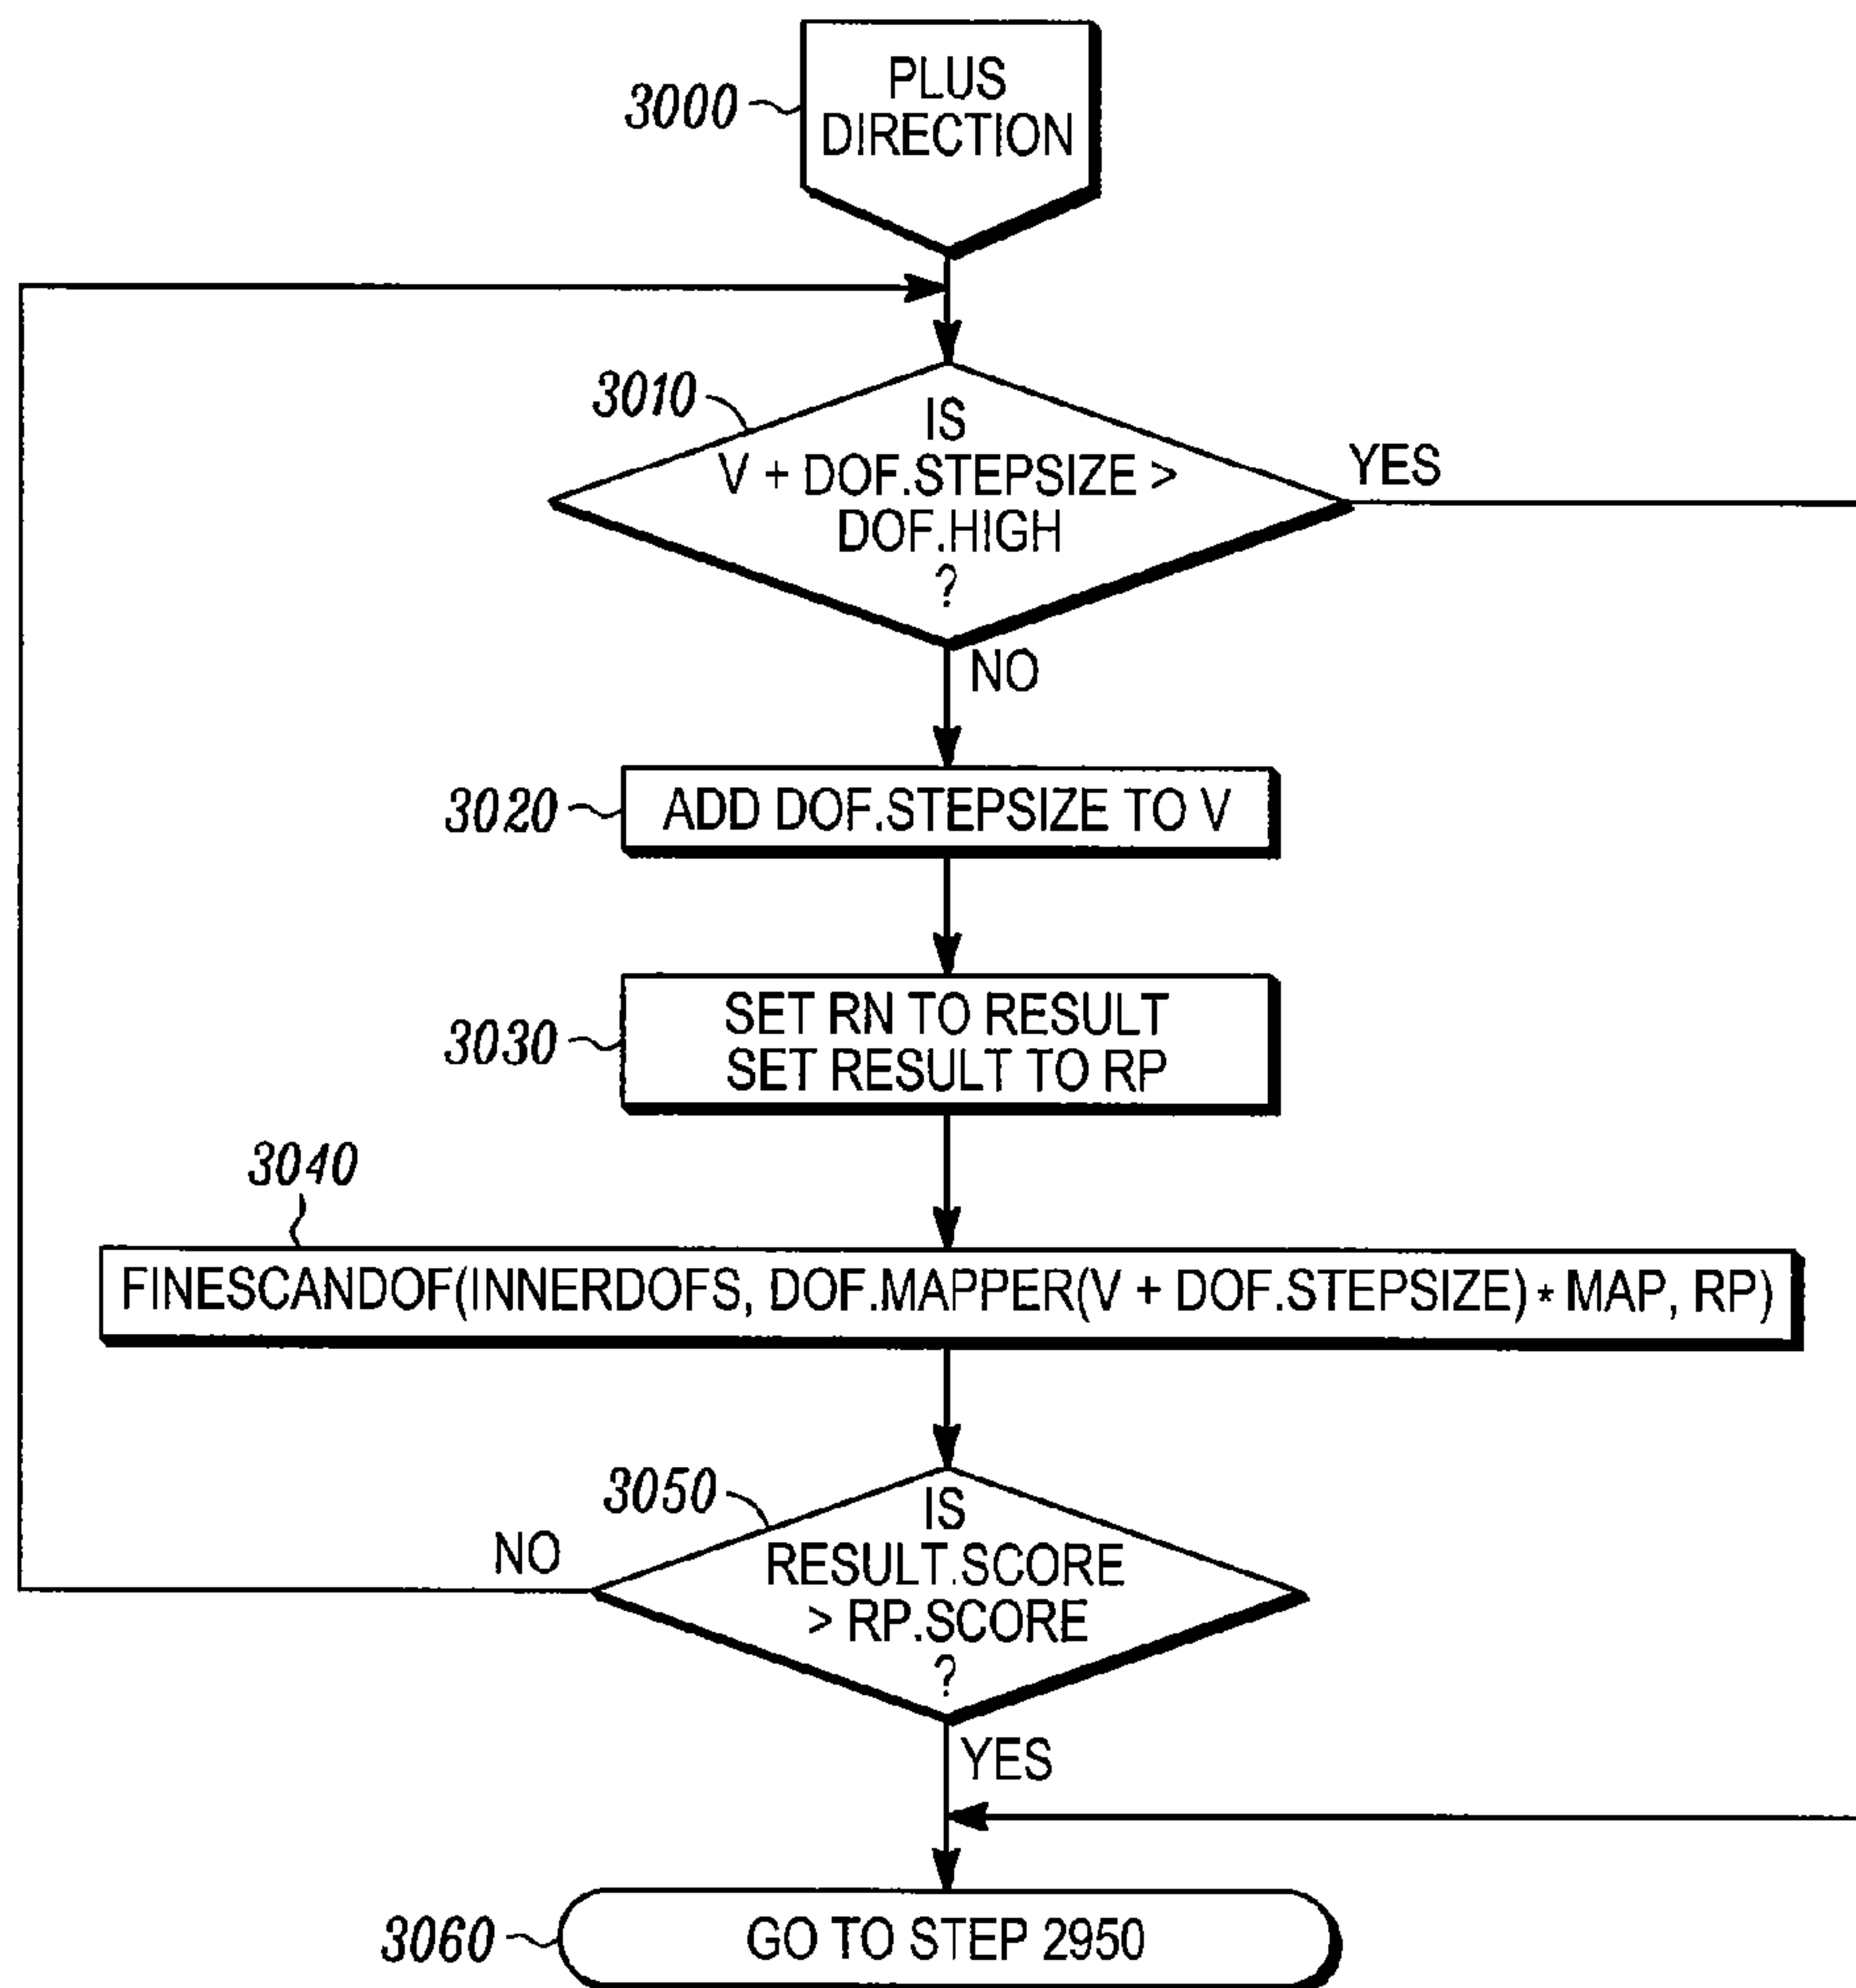 PLUS
DIRECTION
3000
3010
IS
V + DOF.STEPSIZE >
DOF.HIGH
?
YES
NO
3020
ADD DOF.STEPSIZE TO V
3030
SET RN TO RESULT
SET RESULT TO RP
3040
FINESCANDOF(INNERDOFS, DOF.MAPPER(V + DOF.STEPSIZE) * MAP, RP)
3050
IS
RESULT.SCORE
> RP.SCORE
?
NO
YES
3060
GO TO STEP 2950